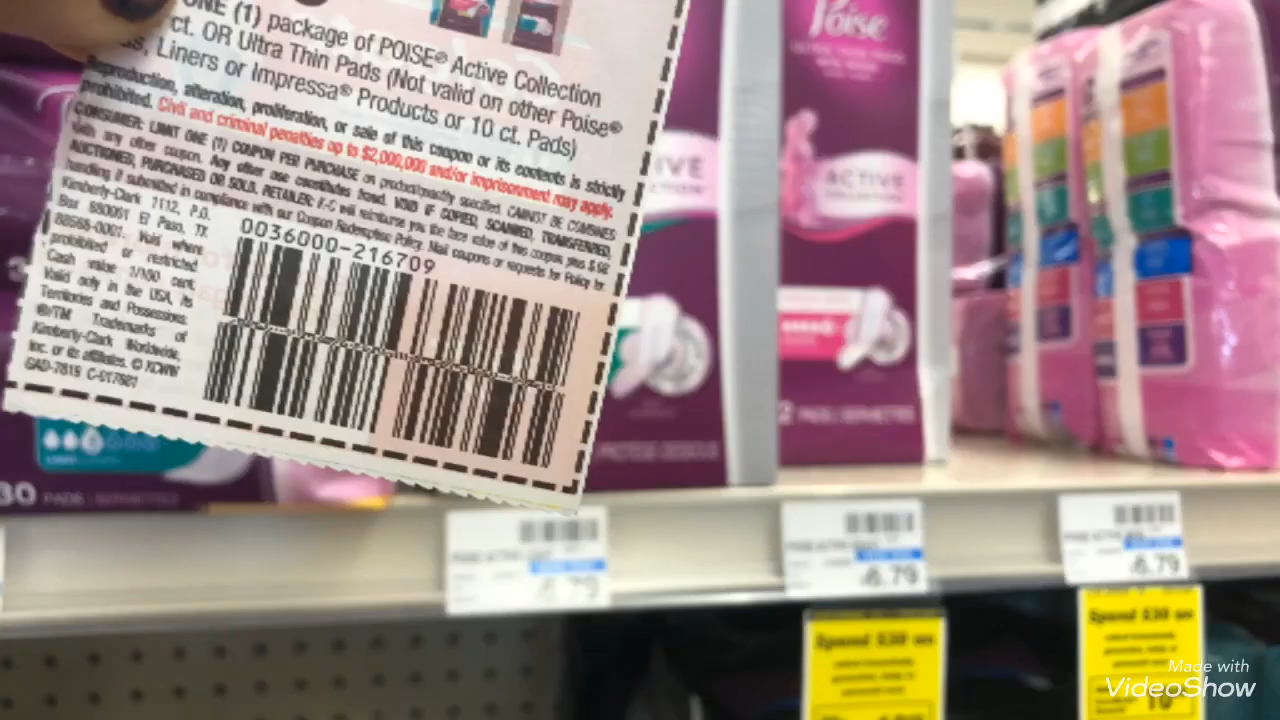 ONE (1) package of POISE® Active Collection
ct. OR Ultra Thin Pads (Not valid on other Poise®
Liners or Impressa® Products or 10 ct. Pads)
Reproduction, alteration, proliferation, or sale of this coupon or its contents is strictly
prohibited. Civil and criminal penalties up to $2,000,000 and/or imprisonment may apply.
CONSUMER: LIMIT ONE (1) COUPON PER PURCHASE on product/quantity specified. CANNOT BE COMBINED
with any other coupon. Any other use constitutes fraud. VOID IF COPIED, SCANNED, TRANSFERRED,
AUCTIONED, PURCHASED OR SOLD. RETAILER: K-C will reimburse you the face value of this coupon plus $.08
handling if submitted in compliance with our Coupon Redemption Policy. Mail coupons or requests for Policy to:
Kimberly-Clark 1112, P.O.
Box 880001 El Paso, TX
88588-0001. Void where
prohibited or restricted
Cash value 1/100 cent.
Valid only in the USA, its
Territories and Possessions.
®/TM Trademarks of
Kimberly-Clark Worldwide,
Inc. or its affiliates. © KCWW
GAD-7819 C-017821
0036000-216709
Poise
ACTIVE
30 PADS
6.79
6.79
Spend $30 on
Spend $30 on
10
Made with
VideoShow